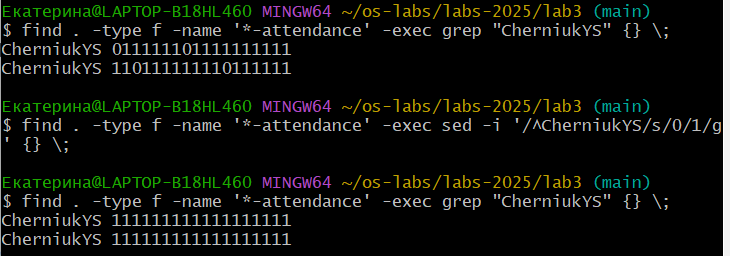 Екатерина@LAPTOP-B18HL460 MINGW64 ~/os-labs/labs-2025/lab3 (main)
$ find . -type f -name '*-attendance' -exec grep "CherniukYS" {} \;
CherniukYS 011111101111111111
CherniukYS 110111111110111111
Екатерина@LAPTOP-B18HL460 MINGW64 ~/os-labs/labs-2025/lab3 (main)
$ find . -type f -name '*-attendance' -exec sed -i '/^CherniukYS/s/0/1/g
' {} \;
Екатерина@LAPTOP-B18HL460 MINGW64 ~/os-labs/labs-2025/lab3 (main)
$ find . -type f -name '*-attendance' -exec grep "CherniukYS" {} \;
CherniukYS 111111111111111111
CherniukYS 111111111111111111